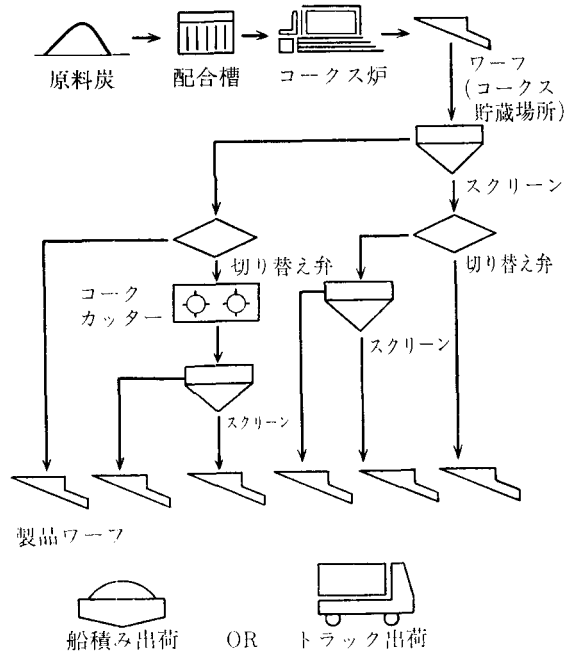 原料炭
配合槽
コークス炉
ワーフ
(コークス
貯蔵場所)
スクリーン
切り替え弁
切り替え弁
コーク
カッター
スクリーン
スクリーン
製品ワーフ
船積み出荷 OR トラック出荷